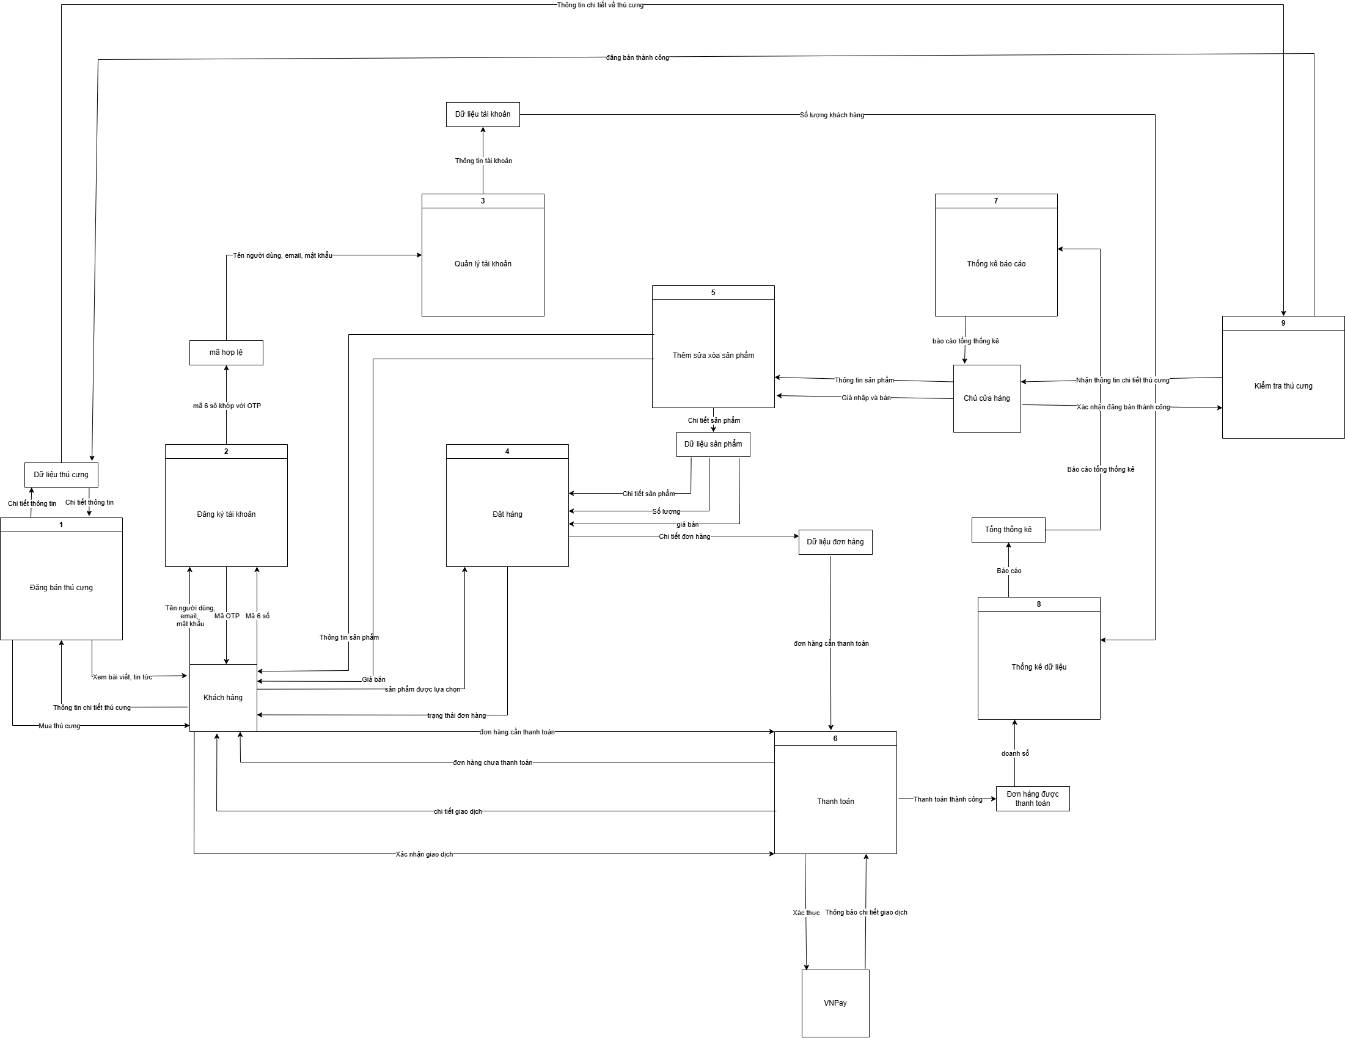 Thông tin chi tiết về thú cưng
đăng bán thành công
Dữ liệu tài khoản
Số lượng khách hàng
Thông tin tài khoản
3
Quản lý tài khoản
7
Thống kê báo cáo
Tên người dùng, email, mật khẩu
5
Thêm sửa xóa sản phẩm
9
Kiểm tra thú cưng
mã hợp lệ
báo cáo tổng thống kê
Thông tin sản phẩm
Giá nhập và bán
Chủ cửa hàng
Nhận thông tin chi tiết thú cưng
Xác nhận đăng bán thành công
mã 6 số khớp với OTP
Chi tiết sản phẩm
Dữ liệu sản phẩm
2
Đăng ký tài khoản
4
Đặt hàng
Báo cáo tổng thống kê
Dữ liệu thú cưng
Chi tiết thông tin
Chi tiết thông tin
Chi tiết sản phẩm
Số lượng
giá bán
Chi tiết đơn hàng
Dữ liệu đơn hàng
Tổng thống kê
1
Đăng bán thú cưng
Báo cáo
8
Thống kê dữ liệu
Tên người dùng,
email,
mật khẩu
Mã OTP
Mã 6 số
Thông tin sản phẩm
đơn hàng cần thanh toán
Xem bài viết, tin tức
Khách hàng
Giá bán
sản phẩm được lựa chọn
Thông tin chi tiết thú cưng
trạng thái đơn hàng
Mua thú cưng
đơn hàng cần thanh toán
6
Thanh toán
doanh số
đơn hàng chưa thanh toán
Thanh toán thành công
Đơn hàng được
thanh toán
chi tiết giao dịch
Xác nhận giao dịch
Xác thực
Thông báo chi tiết giao dịch
VNPay